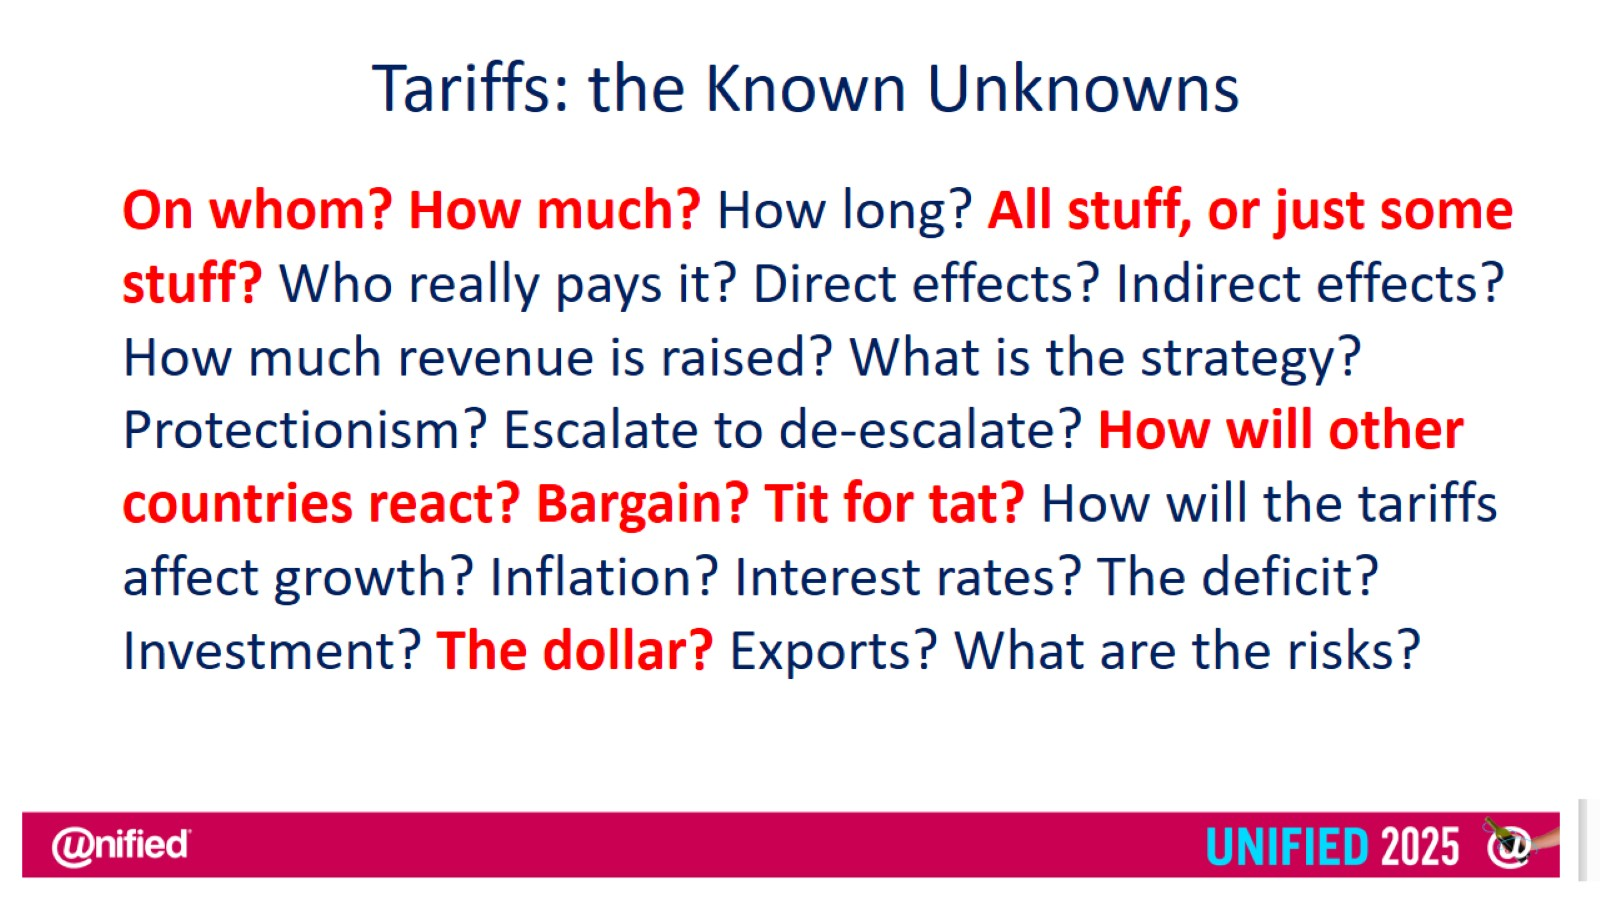 Tariffs: the Known Unknowns
On whom? How much? How long? All stuff, or just some
stuff? Who really pays it? Direct effects? Indirect effects?
How much revenue is raised? What is the strategy?
Protectionism? Escalate to de-escalate? How will other
countries react? Bargain? Tit for tat? How will the tariffs
affect growth? Inflation? Interest rates? The deficit?
Investment? The dollar? Exports? What are the risks?
@unified
UNIFIED 2025 @